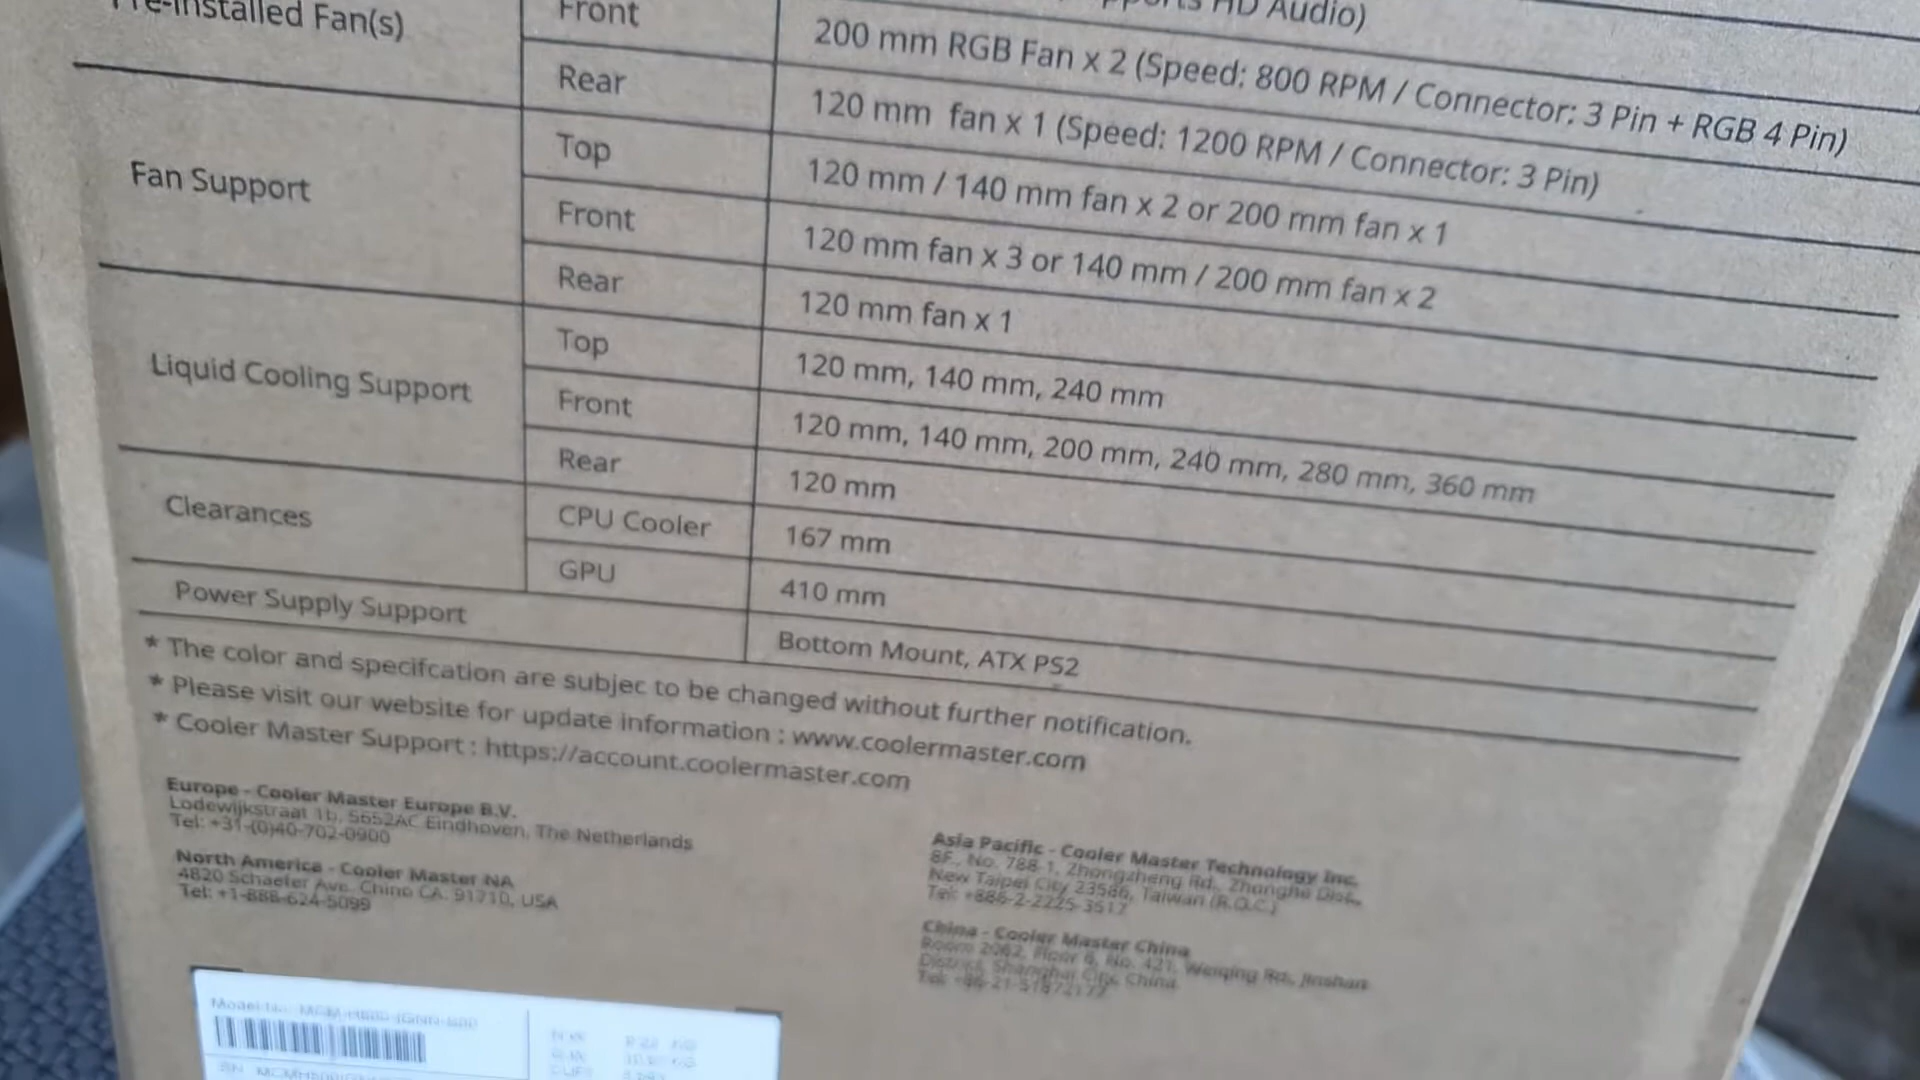 Pre-Installed Fan(s)
Front
HD Audio)
200 mm RGB Fan x 2 (Speed: 800 RPM / Connector: 3 Pin + RGB 4 Pin)
Rear
120 mm fan x 1 (Speed: 1200 RPM / Connector: 3 Pin)
Fan Support
Top
120 mm / 140 mm fan x 2 or 200 mm fan x 1
Front
120 mm fan x 3 or 140 mm / 200 mm fan x 2
Rear
120 mm fan x 1
Liquid Cooling Support
Top
120 mm, 140 mm, 240 mm
Front
120 mm, 140 mm, 200 mm, 240 mm, 280 mm, 360 mm
Rear
120 mm
Clearances
CPU Cooler
167 mm
GPU
410 mm
Power Supply Support
Bottom Mount, ATX PS2
* The color and specifcation are subjec to be changed without further notification.
* Please visit our website for update information : www.coolermaster.com
* Cooler Master Support : https://account.coolermaster.com
Europe - Cooler Master Europe B.V.
Lodewijkstraat 1b, 5652AC Eindhoven, The Netherlands
Tel: +31-(0)40-702-0900
North America - Cooler Master NA
4820 Schaefer Ave. Chino CA. 91710, USA
Tel: +1-888-624-5099
Asia Pacific - Cooler Master Technology Inc.
8F., No. 788-1, Zhongzheng Rd., Zhonghe Dist.,
New Taipei City 23586, Taiwan (R.O.C.)
Tel: +886-2-2225-3517
China - Cooler Master China
Room 2062, Floor 6, No. 421, Weiqing Rd., Jinshan
District, Shanghai City, China
Model No.